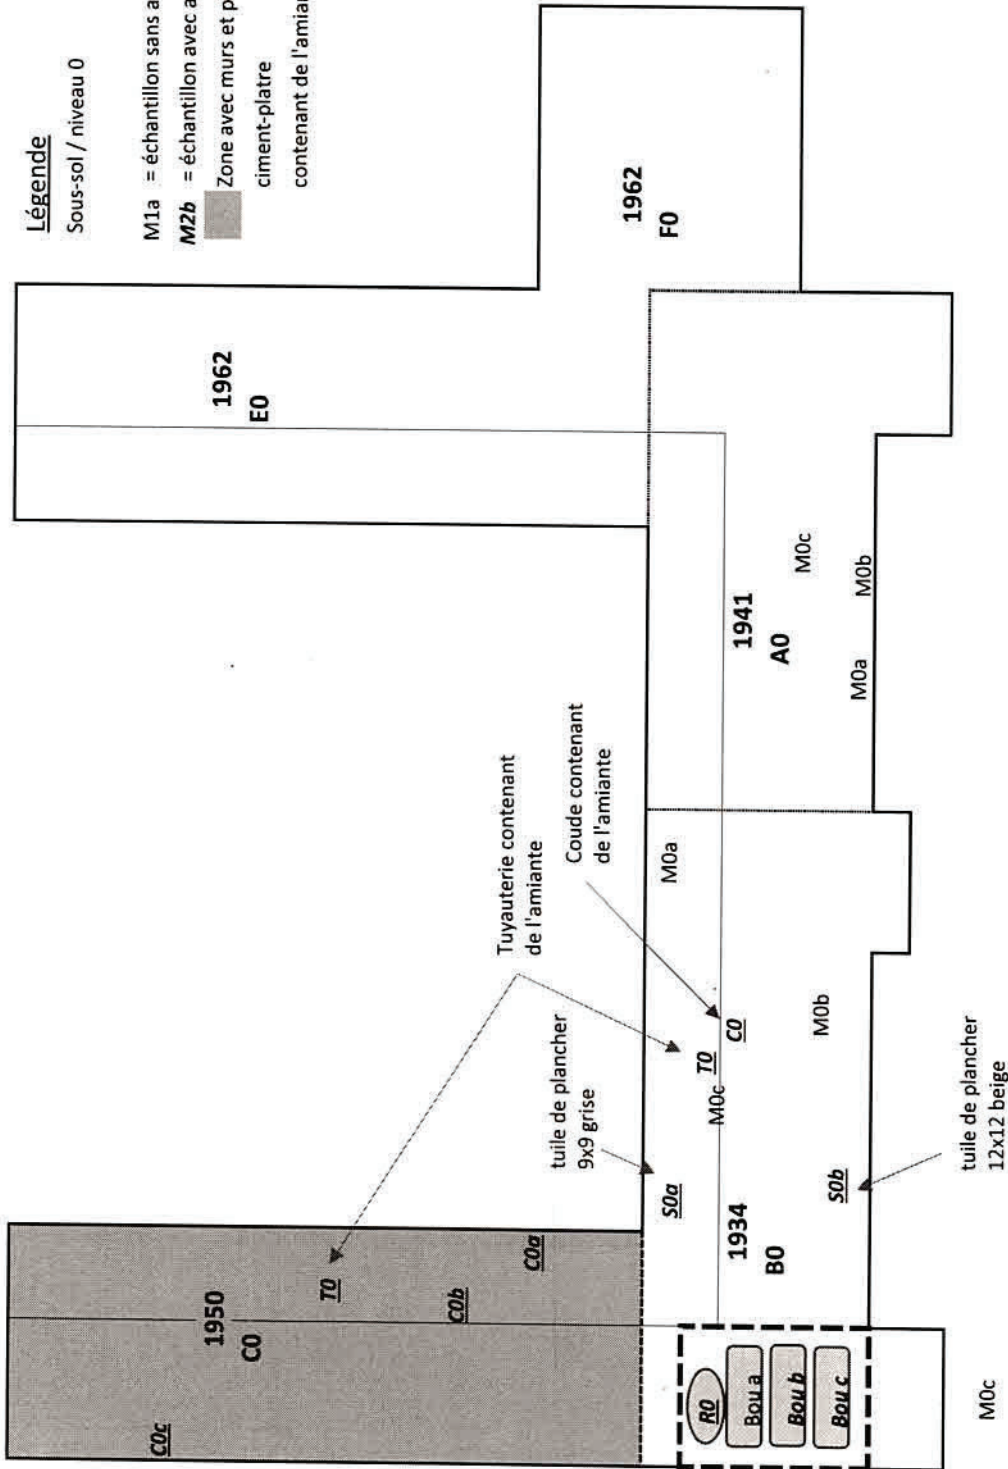 Légende
Sous-sol / niveau 0
M1a = échantillon sans a
M2b = échantillon avec a
Zone avec murs et p
ciment-platre
contenant de l'amian
1950
C0
C0c
T0
C0b
C0a
1962
E0
1962
F0
Tuyauterie contenant
de l'amiante
Coude contenant
de l'amiante
tuile de plancher
9x9 grise
S0a
M0c
T0
C0
M0a
1934
B0
S0b
M0b
tuile de plancher
12x12 beige
1941
A0
M0c
M0a
M0b
R0
Bou a
Bou b
Bou c
M0c